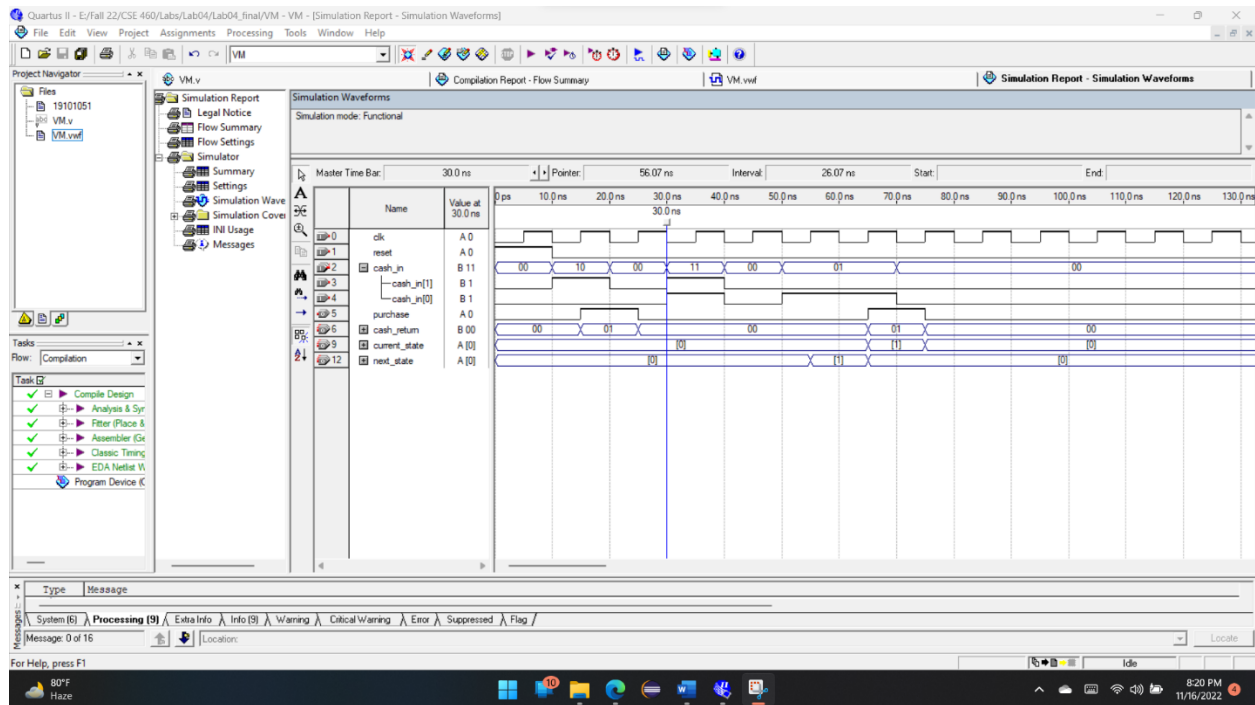 Quartus II - E:/Fall 22/CSE 460/Labs/Lab04/Lab04_final/VM - VM - [Simulation Report - Simulation Waveforms]
File Edit View Project Assignments Processing Tools Window Help
VM
Project Navigator
VM.v
Compilation Report - Flow Summary
VM.vwf
Simulation Report - Simulation Waveforms
Files
19101051
VM.v
VM.vwf
Simulation Report
Legal Notice
Flow Summary
Flow Settings
Simulator
Summary
Settings
Simulation Wave
Simulation Cover
INI Usage
Messages
Simulation Waveforms
Simulation mode: Functional
Master Time Bar: 30.0 ns Pointer: 56.07 ns Interval: 26.07 ns Start: End:
Name Value at 30.0 ns
0 ps 10.0 ns 20.0 ns 30.0 ns 40.0 ns 50.0 ns 60.0 ns 70.0 ns 80.0 ns 90.0 ns 100.0 ns 110.0 ns 120.0 ns 130.0 ns
30.0 ns
0 clk A 0
1 reset A 0
2 cash_in B 11 00 10 00 11 00 01 00
3 cash_in[1] B 1
4 cash_in[0] B 1
5 purchase A 0
6 cash_return B 00 00 01 00 01 00
9 current_state A [0] [0] [1] [0]
12 next_state A [0] [0] [1] [0]
Tasks
Flow: Compilation
Task
Compile Design
Analysis & Syr
Fitter (Place &
Assembler (Ge
Classic Timing
EDA Netlist W
Program Device (C
Type Message
Messages
System (6) Processing (9) Extra Info Info (9) Warning Critical Warning Error Suppressed Flag
Message: 0 of 16 Location: Locate
For Help, press F1 Idle
80°F
Haze
10
8:20 PM
11/16/2022
4